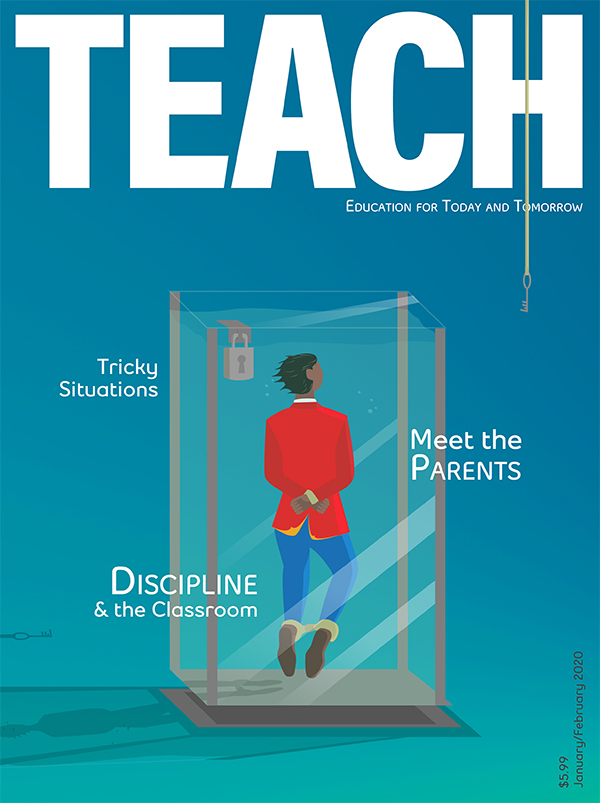 TEACH
EDUCATION FOR TODAY AND TOMORROW
Tricky
Situations
Meet the
PARENTS
DISCIPLINE
& the Classroom
$5.99
January/February 2020